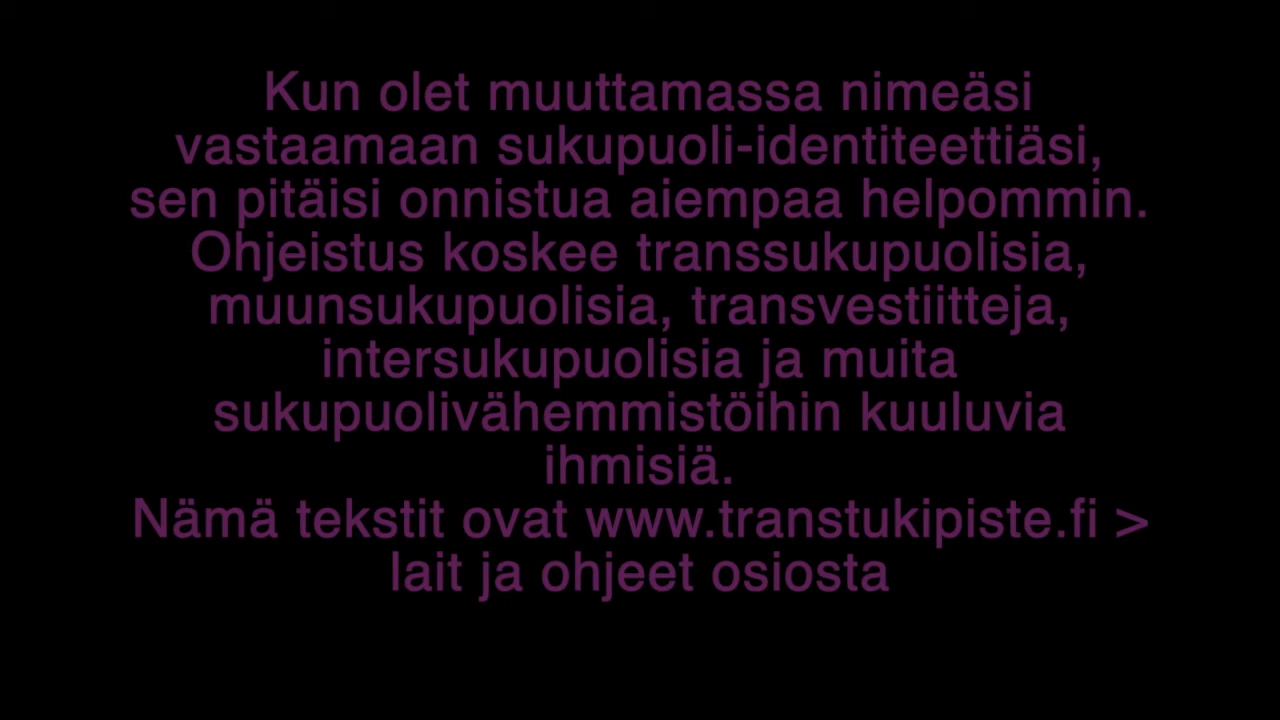 Kun olet muuttamassa nimeäsi
vastaamaan sukupuoli-identiteettiäsi,
sen pitäisi onnistua aiempaa helpommin.
Ohjeistus koskee transsukupuolisia,
muunsukupuolisia, transvestiitteja,
intersukupuolisia ja muita
sukupuolivähemmistöihin kuuluvia
ihmisiä.
Nämä tekstit ovat www.transtukipiste.fi >
lait ja ohjeet osiosta